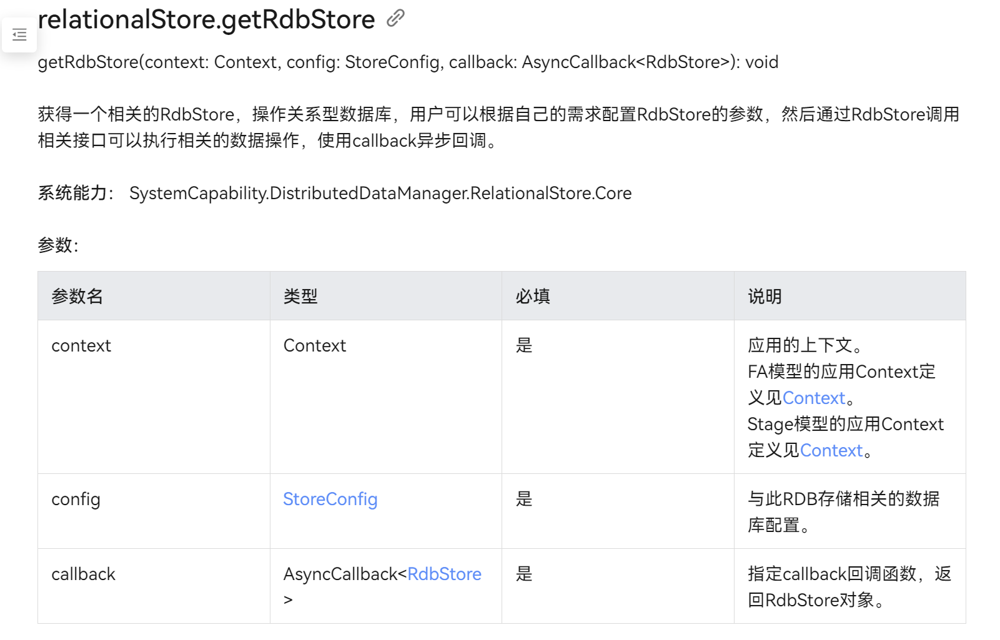 relationalStore.getRdbStore
getRdbStore(context: Context, config: StoreConfig, callback: AsyncCallback<RdbStore>): void
获得一个相关的RdbStore，操作关系型数据库，用户可以根据自己的需求配置RdbStore的参数，然后通过RdbStore调用
相关接口可以执行相关的数据操作，使用callback异步回调。
系统能力： SystemCapability.DistributedDataManager.RelationalStore.Core
参数：
参数名 类型 必填 说明
context Context 是 应用的上下文。
FA模型的应用Context定
义见Context。
Stage模型的应用Context
定义见Context。
config StoreConfig 是 与此RDB存储相关的数据
库配置。
callback AsyncCallback<RdbStore 是 指定callback回调函数，返
> 回RdbStore对象。